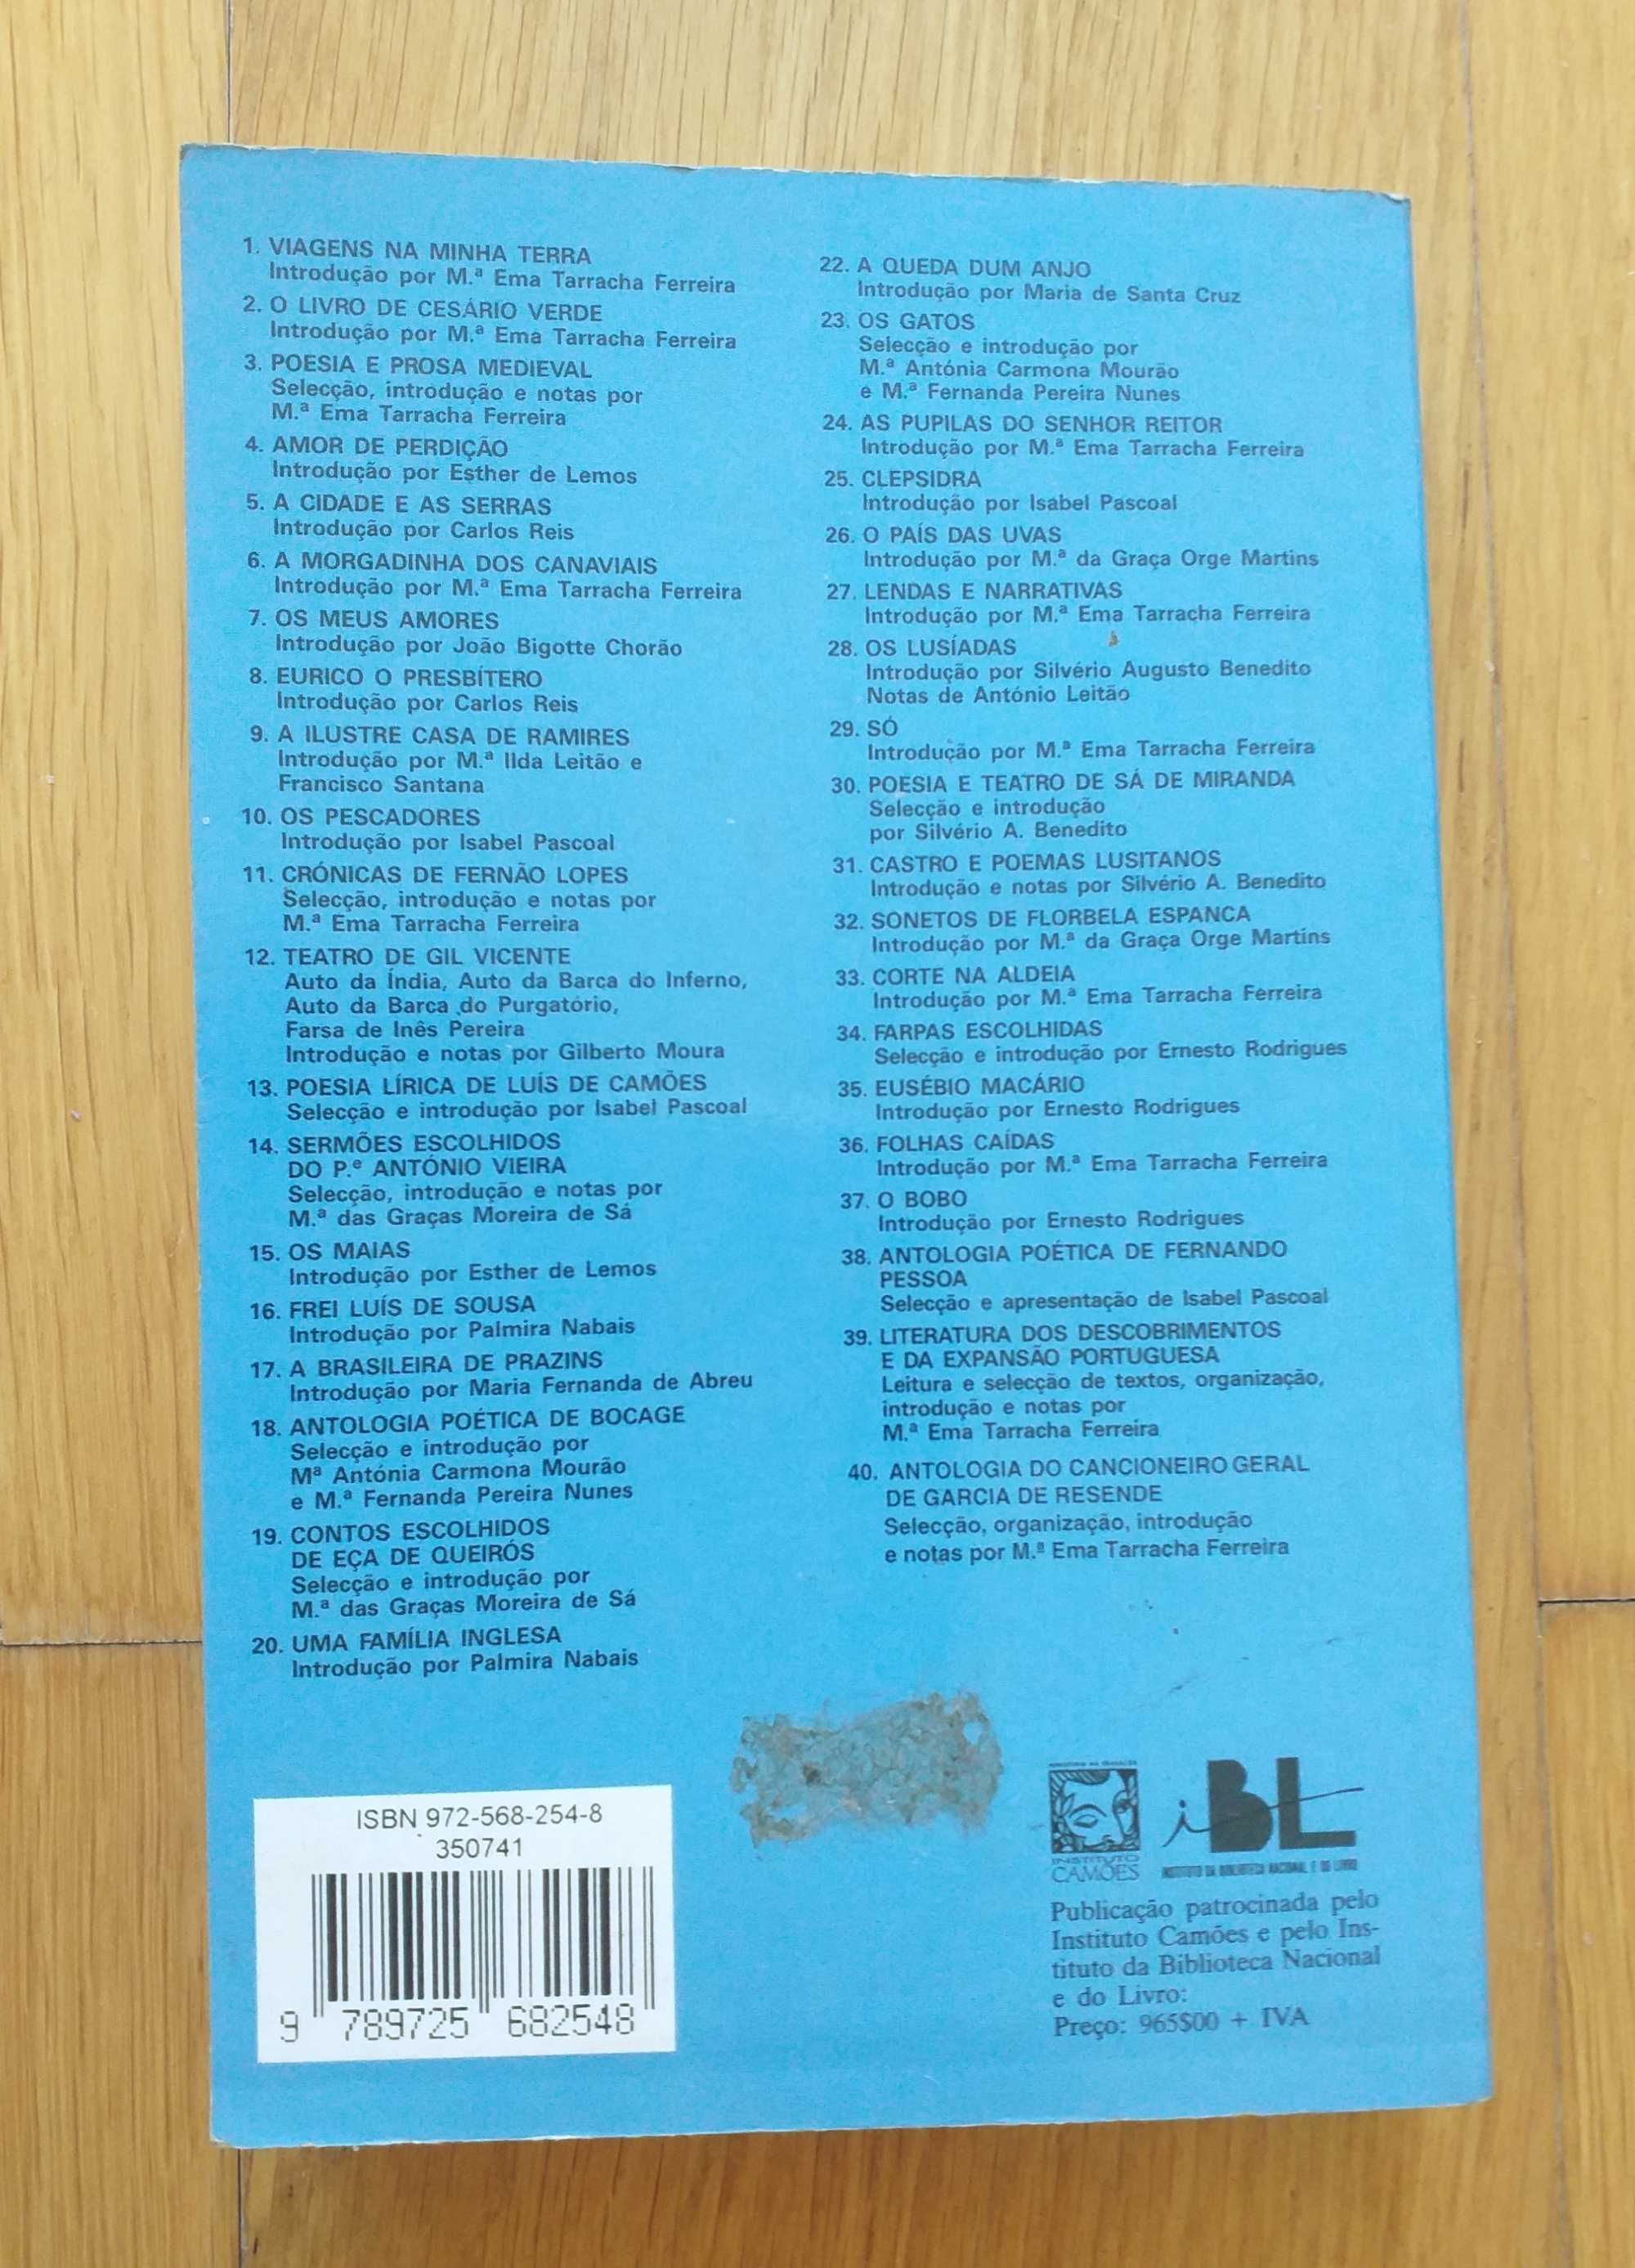 1. VIAGENS NA MINHA TERRA
Introdução por M.ª Ema Tarracha Ferreira
2. O LIVRO DE CESÁRIO VERDE
Introdução por M.ª Ema Tarracha Ferreira
3. POESIA E PROSA MEDIEVAL
Selecção, introdução e notas por
M.ª Ema Tarracha Ferreira
4. AMOR DE PERDIÇÃO
Introdução por Esther de Lemos
5. A CIDADE E AS SERRAS
Introdução por Carlos Reis
6. A MORGADINHA DOS CANAVIAIS
Introdução por M.ª Ema Tarracha Ferreira
7. OS MEUS AMORES
Introdução por João Bigotte Chorão
8. EURICO O PRESBÍTERO
Introdução por Carlos Reis
9. A ILUSTRE CASA DE RAMIRES
Introdução por M.ª Ilda Leitão e
Francisco Santana
10. OS PESCADORES
Introdução por Isabel Pascoal
11. CRÓNICAS DE FERNÃO LOPES
Selecção, introdução e notas por
M.ª Ema Tarracha Ferreira
12. TEATRO DE GIL VICENTE
Auto da Índia, Auto da Barca do Inferno,
Auto da Barca do Purgatório,
Farsa de Inês Pereira
Introdução e notas por Gilberto Moura
13. POESIA LÍRICA DE LUÍS DE CAMÕES
Selecção e introdução por Isabel Pascoal
14. SERMÕES ESCOLHIDOS
DO P.e ANTÓNIO VIEIRA
Selecção, introdução e notas por
M.ª das Graças Moreira de Sá
15. OS MAIAS
Introdução por Esther de Lemos
16. FREI LUÍS DE SOUSA
Introdução por Palmira Nabais
17. A BRASILEIRA DE PRAZINS
Introdução por Maria Fernanda de Abreu
18. ANTOLOGIA POÉTICA DE BOCAGE
Selecção e introdução por
Mª Antónia Carmona Mourão
e M.ª Fernanda Pereira Nunes
19. CONTOS ESCOLHIDOS
DE EÇA DE QUEIRÓS
Selecção e introdução por
M.ª das Graças Moreira de Sá
20. UMA FAMÍLIA INGLESA
Introdução por Palmira Nabais
22. A QUEDA DUM ANJO
Introdução por Maria de Santa Cruz
23. OS GATOS
Selecção e introdução por
M.ª Antónia Carmona Mourão
e M.ª Fernanda Pereira Nunes
24. AS PUPILAS DO SENHOR REITOR
Introdução por M.ª Ema Tarracha Ferreira
25. CLEPSIDRA
Introdução por Isabel Pascoal
26. O PAÍS DAS UVAS
Introdução por M.ª da Graça Orge Martins
27. LENDAS E NARRATIVAS
Introdução por M.ª Ema Tarracha Ferreira
28. OS LUSÍADAS
Introdução por Silvério Augusto Benedito
Notas de António Leitão
29. SÓ
Introdução por M.ª Ema Tarracha Ferreira
30. POESIA E TEATRO DE SÁ DE MIRANDA
Selecção e introdução
por Silvério A. Benedito
31. CASTRO E POEMAS LUSITANOS
Introdução e notas por Silvério A. Benedito
32. SONETOS DE FLORBELA ESPANCA
Introdução por M.ª da Graça Orge Martins
33. CORTE NA ALDEIA
Introdução por M.ª Ema Tarracha Ferreira
34. FARPAS ESCOLHIDAS
Selecção e introdução por Ernesto Rodrigues
35. EUSÉBIO MACÁRIO
Introdução por Ernesto Rodrigues
36. FOLHAS CAÍDAS
Introdução por M.ª Ema Tarracha Ferreira
37. O BOBO
Introdução por Ernesto Rodrigues
38. ANTOLOGIA POÉTICA DE FERNANDO
PESSOA
Selecção e apresentação de Isabel Pascoal
39. LITERATURA DOS DESCOBRIMENTOS
E DA EXPANSÃO PORTUGUESA
Leitura e selecção de textos, organização,
introdução e notas por
M.ª Ema Tarracha Ferreira
40. ANTOLOGIA DO CANCIONEIRO GERAL
DE GARCIA DE RESENDE
Selecção, organização, introdução
e notas por M.ª Ema Tarracha Ferreira
ISBN 972-568-254-8
350741
9 789725 682548
INSTITUTO
CAMÕES
iBL
INSTITUTO DA BIBLIOTECA NACIONAL E DO LIVRO
Publicação patrocinada pelo
Instituto Camões e pelo Ins-
tituto da Biblioteca Nacional
e do Livro:
Preço: 965$00 + IVA